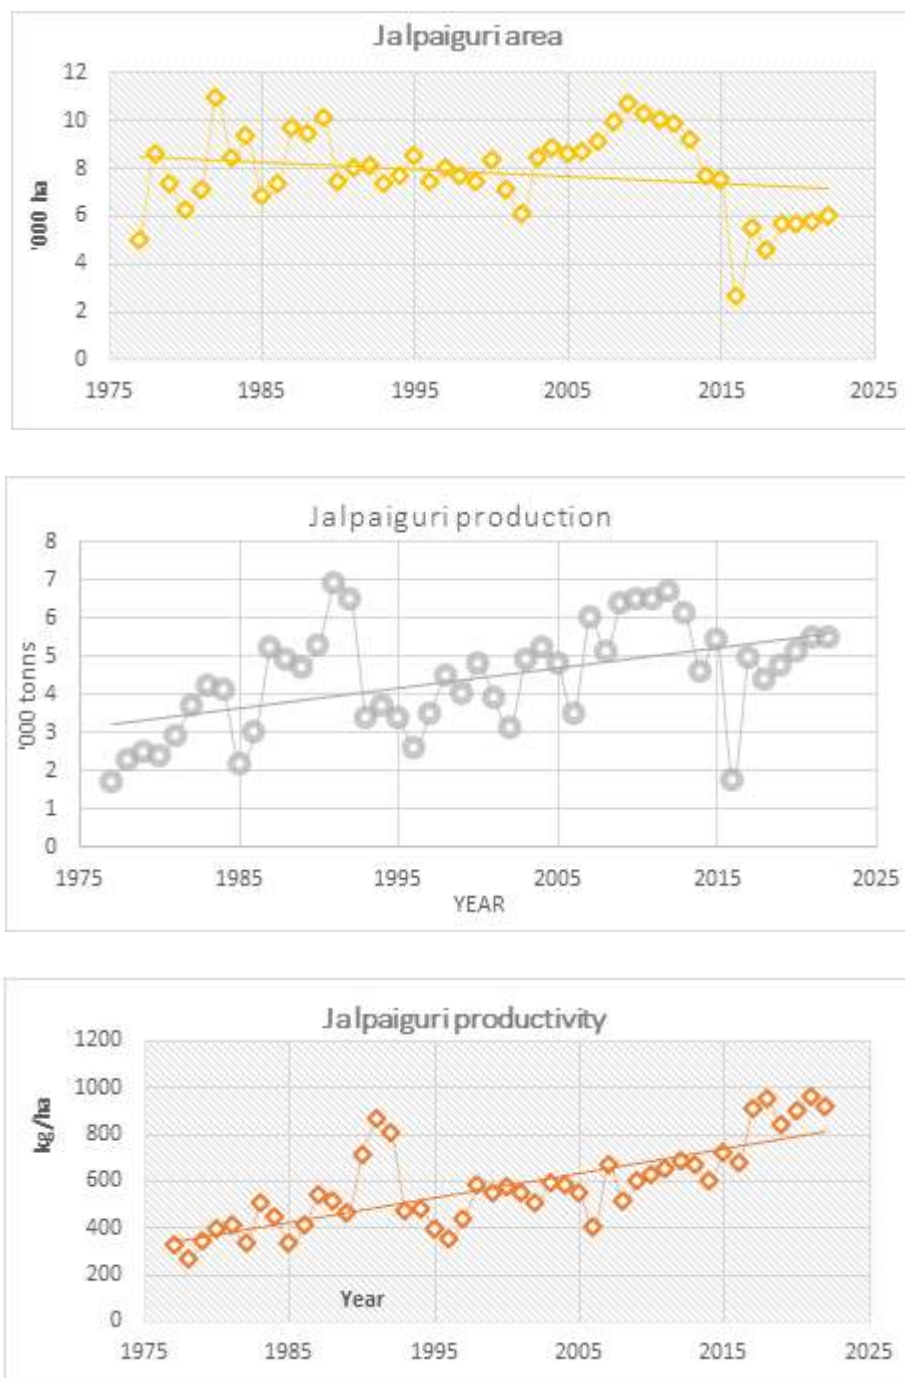 Jalpaiguri area
12
10
8
6
4
2
0
'000 ha
1975 1985 1995 2005 2015 2025
Jalpaiguri production
8
7
6
5
4
3
2
1
0
'000 tonns
1975 1985 1995 2005 2015 2025
YEAR
Jalpaiguri productivity
1200
1000
800
600
400
200
0
kg/ha
Year
1975 1985 1995 2005 2015 2025